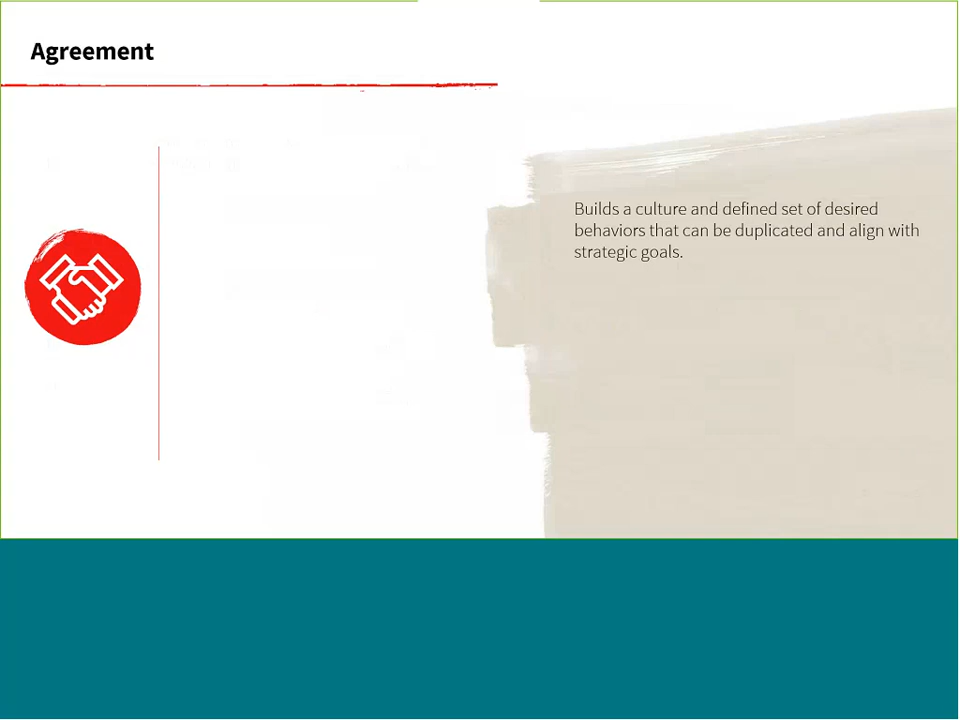 Agreement
Builds a culture and defined set of desired
behaviors that can be duplicated and align with
strategic goals.